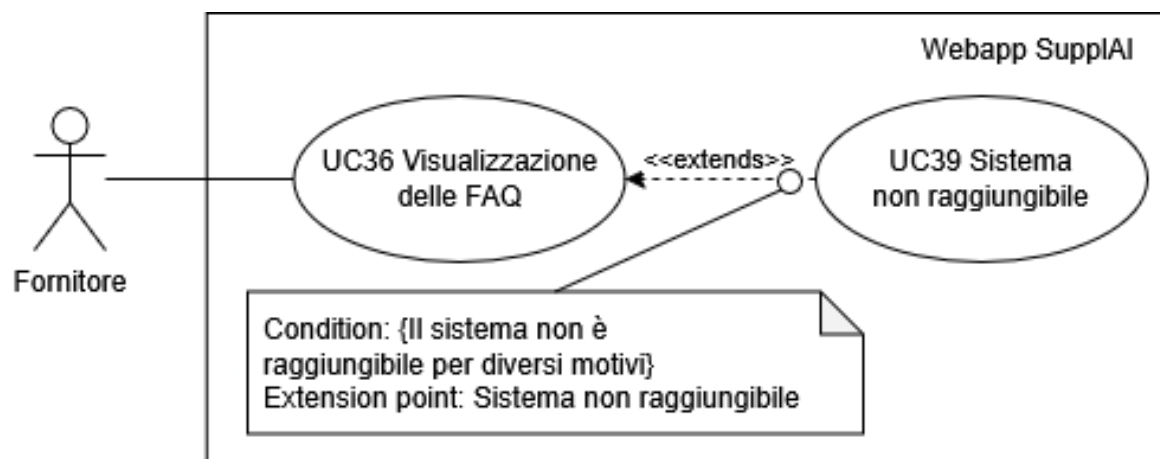 Webapp SupplAI
UC36 Visualizzazione
delle FAQ
<<extends>>
UC39 Sistema
non raggiungibile
Fornitore
Condition: {Il sistema non è
raggiungibile per diversi motivi}
Extension point: Sistema non raggiungibile